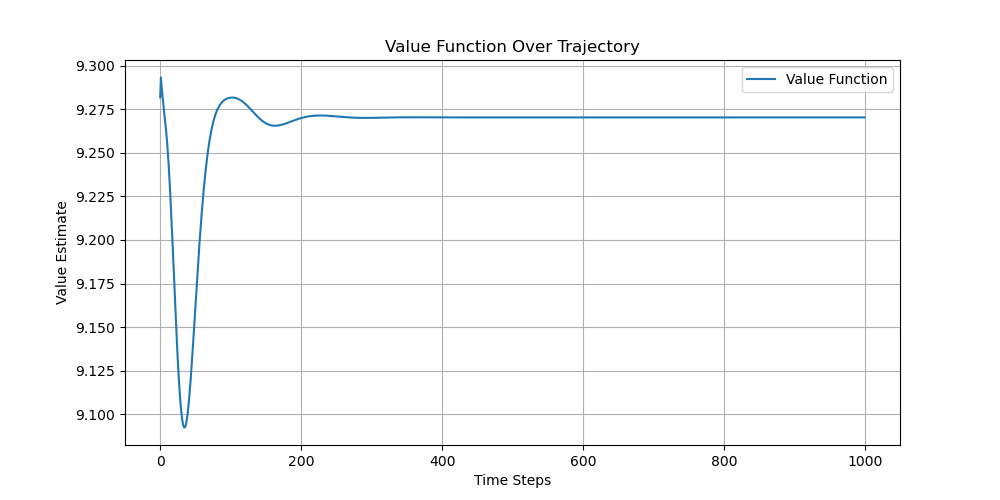 Value Function Over Trajectory
Value Function
9.300
9.275
9.250
9.225
9.200
9.175
9.150
9.125
9.100
Value Estimate
0 200 400 600 800 1000
Time Steps